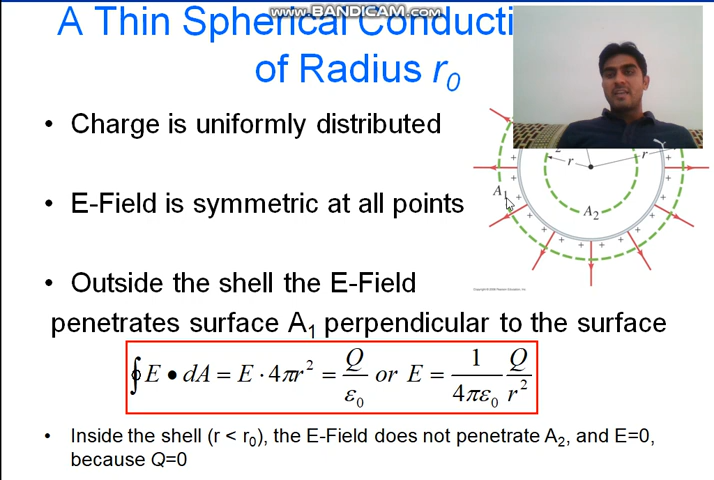 www.BANDICAM.com
A Thin Spherical Conducti
of Radius r₀
• Charge is uniformly distributed
• E-Field is symmetric at all points
A₁
r
r
A₂
• Outside the shell the E-Field
penetrates surface A₁ perpendicular to the surface
∮ E • dA = E · 4πr² = Q/ε₀ or E = 1/4πε₀ Q/r²
• Inside the shell (r < r₀), the E-Field does not penetrate A₂, and E=0,
because Q=0